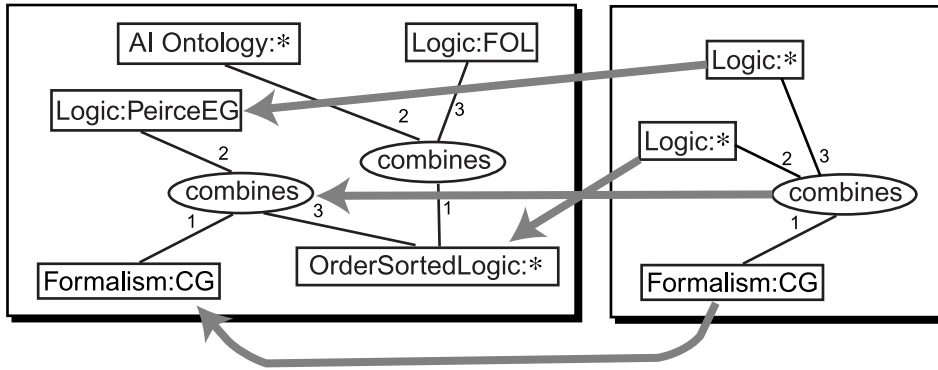 AI Ontology:*
Logic:FOL
Logic:PeirceEG
2
3
combines
2
combines
1
3
1
Formalism:CG
OrderSortedLogic:*
Logic:*
Logic:*
2
3
combines
1
Formalism:CG